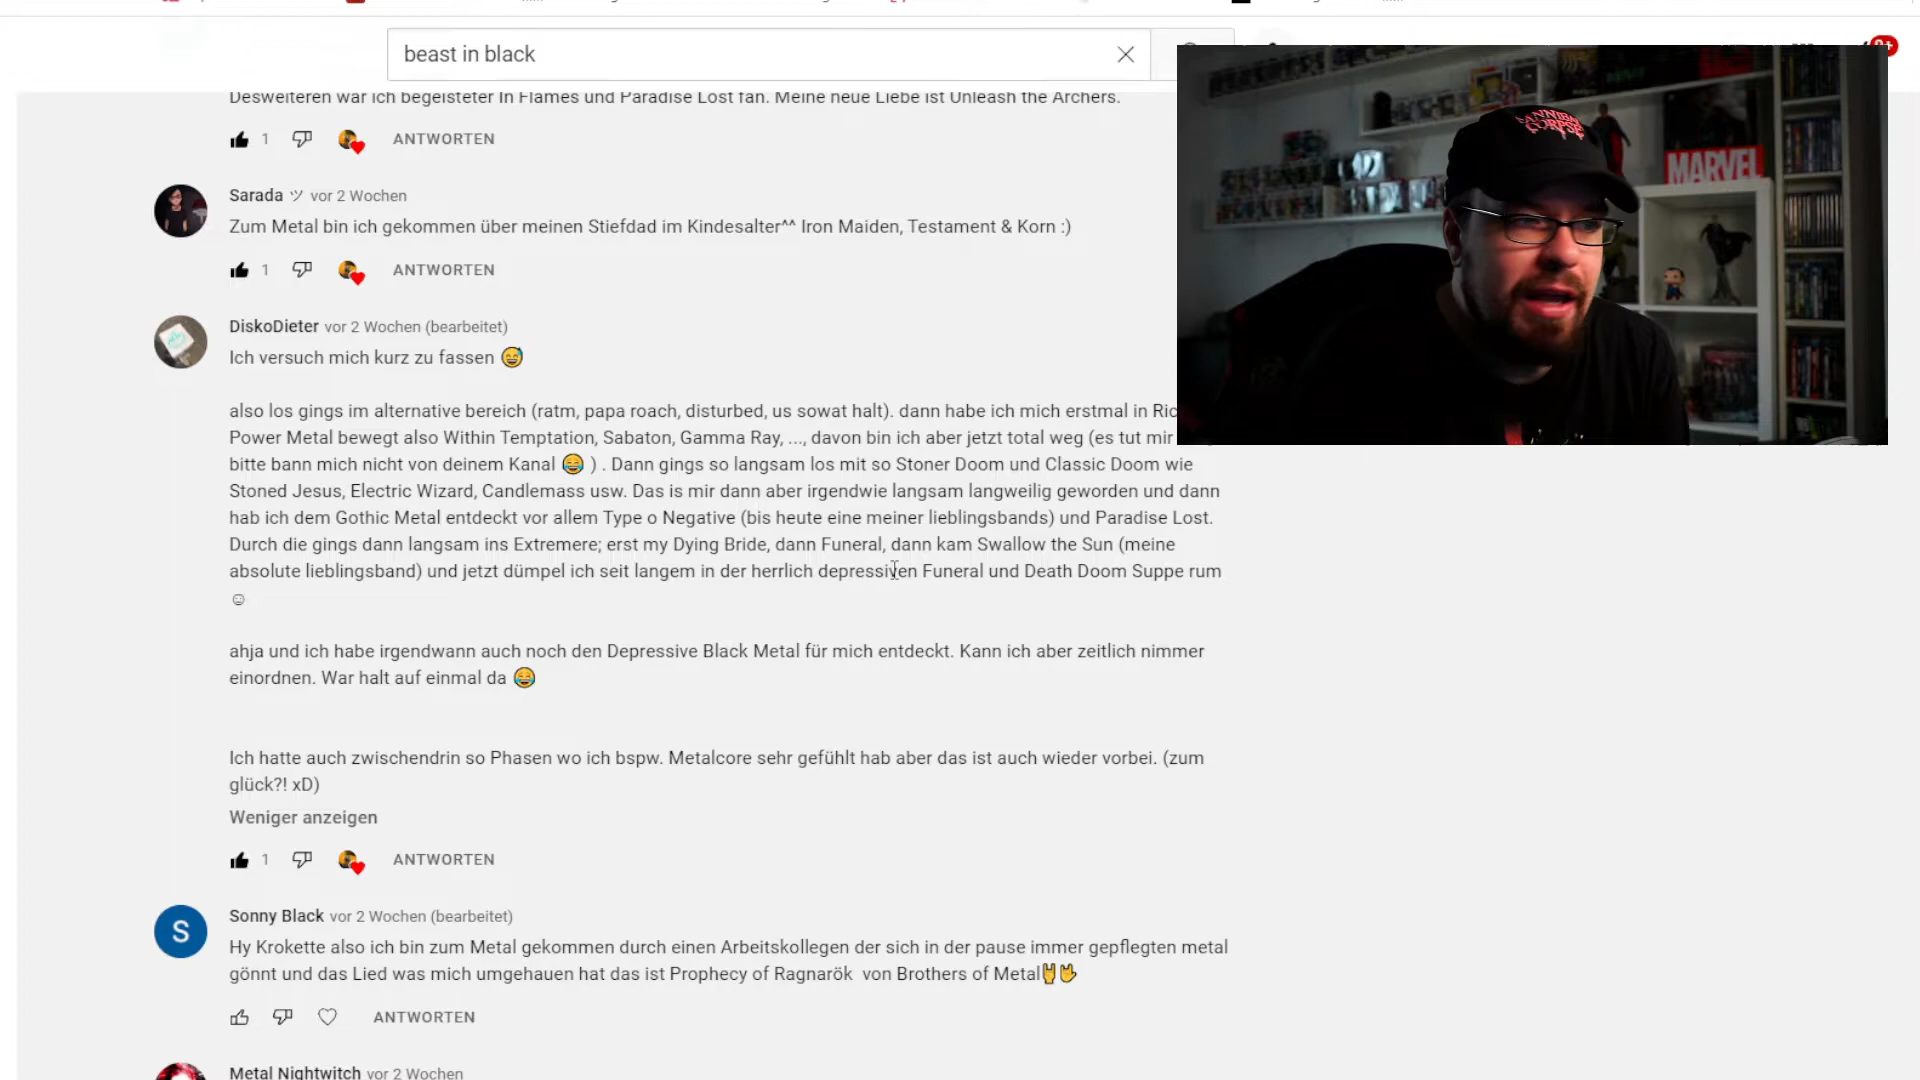 beast in black
9+
Desweiteren war ich begeisteter In Flames und Paradise Lost fan. Meine neue Liebe ist Unleash the Archers.
1 ANTWORTEN
Sarada ツ vor 2 Wochen
Zum Metal bin ich gekommen über meinen Stiefdad im Kindesalter^^ Iron Maiden, Testament & Korn :)
1 ANTWORTEN
DiskoDieter vor 2 Wochen (bearbeitet)
Ich versuch mich kurz zu fassen 😅
also los gings im alternative bereich (ratm, papa roach, disturbed, us sowat halt). dann habe ich mich erstmal in
Power Metal bewegt also Within Temptation, Sabaton, Gamma Ray, ..., davon bin ich aber jetzt total weg (es tut mir
bitte bann mich nicht von deinem Kanal 😂 ) . Dann gings so langsam los mit so Stoner Doom und Classic Doom wie
Stoned Jesus, Electric Wizard, Candlemass usw. Das is mir dann aber irgendwie langsam langweilig geworden und dann
hab ich dem Gothic Metal entdeckt vor allem Type o Negative (bis heute eine meiner lieblingsbands) und Paradise Lost.
Durch die gings dann langsam ins Extremere; erst my Dying Bride, dann Funeral, dann kam Swallow the Sun (meine
absolute lieblingsband) und jetzt dümpel ich seit langem in der herrlich depressiven Funeral und Death Doom Suppe rum
☺
ahja und ich habe irgendwann auch noch den Depressive Black Metal für mich entdeckt. Kann ich aber zeitlich nimmer
einordnen. War halt auf einmal da 😂
Ich hatte auch zwischendrin so Phasen wo ich bspw. Metalcore sehr gefühlt hab aber das ist auch wieder vorbei. (zum
glück?! xD)
Weniger anzeigen
1 ANTWORTEN
S
Sonny Black vor 2 Wochen (bearbeitet)
Hy Krokette also ich bin zum Metal gekommen durch einen Arbeitskollegen der sich in der pause immer gepflegten metal
gönnt und das Lied was mich umgehauen hat das ist Prophecy of Ragnarök von Brothers of Metal🤘🤟
ANTWORTEN
Metal Nightwitch vor 2 Wochen
CANNIBAL
CORPSE
MARVEL